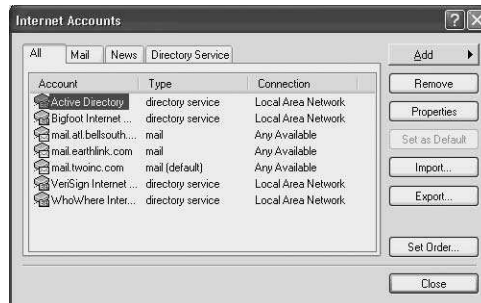 Internet Accounts
All Mail News Directory Service
Add
Account Type Connection
Remove
Active Directory directory service Local Area Network
Bigfoot Internet ... directory service Local Area Network
Properties
mail.atl.bellsouth.... mail Any Available
Set as Default
mail.earthlink.com mail Any Available
mail.twoinc.com mail (default) Any Available
Import...
VeriSign Internet ... directory service Local Area Network
WhoWhere Inter... directory service Local Area Network
Export...
Set Order...
Close